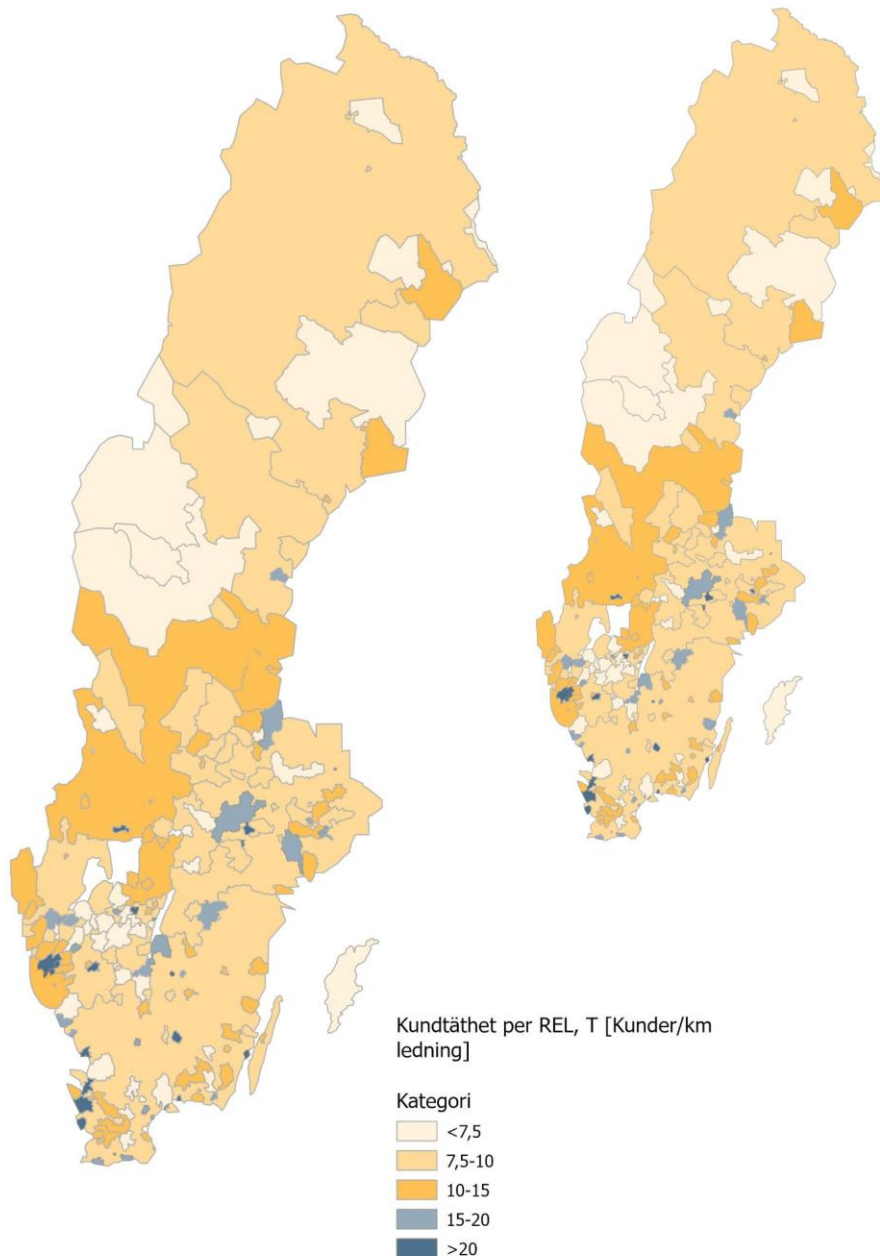 Kundtäthet per REL, T [Kunder/km
ledning]
Kategori
<7,5
7,5-10
10-15
15-20
>20